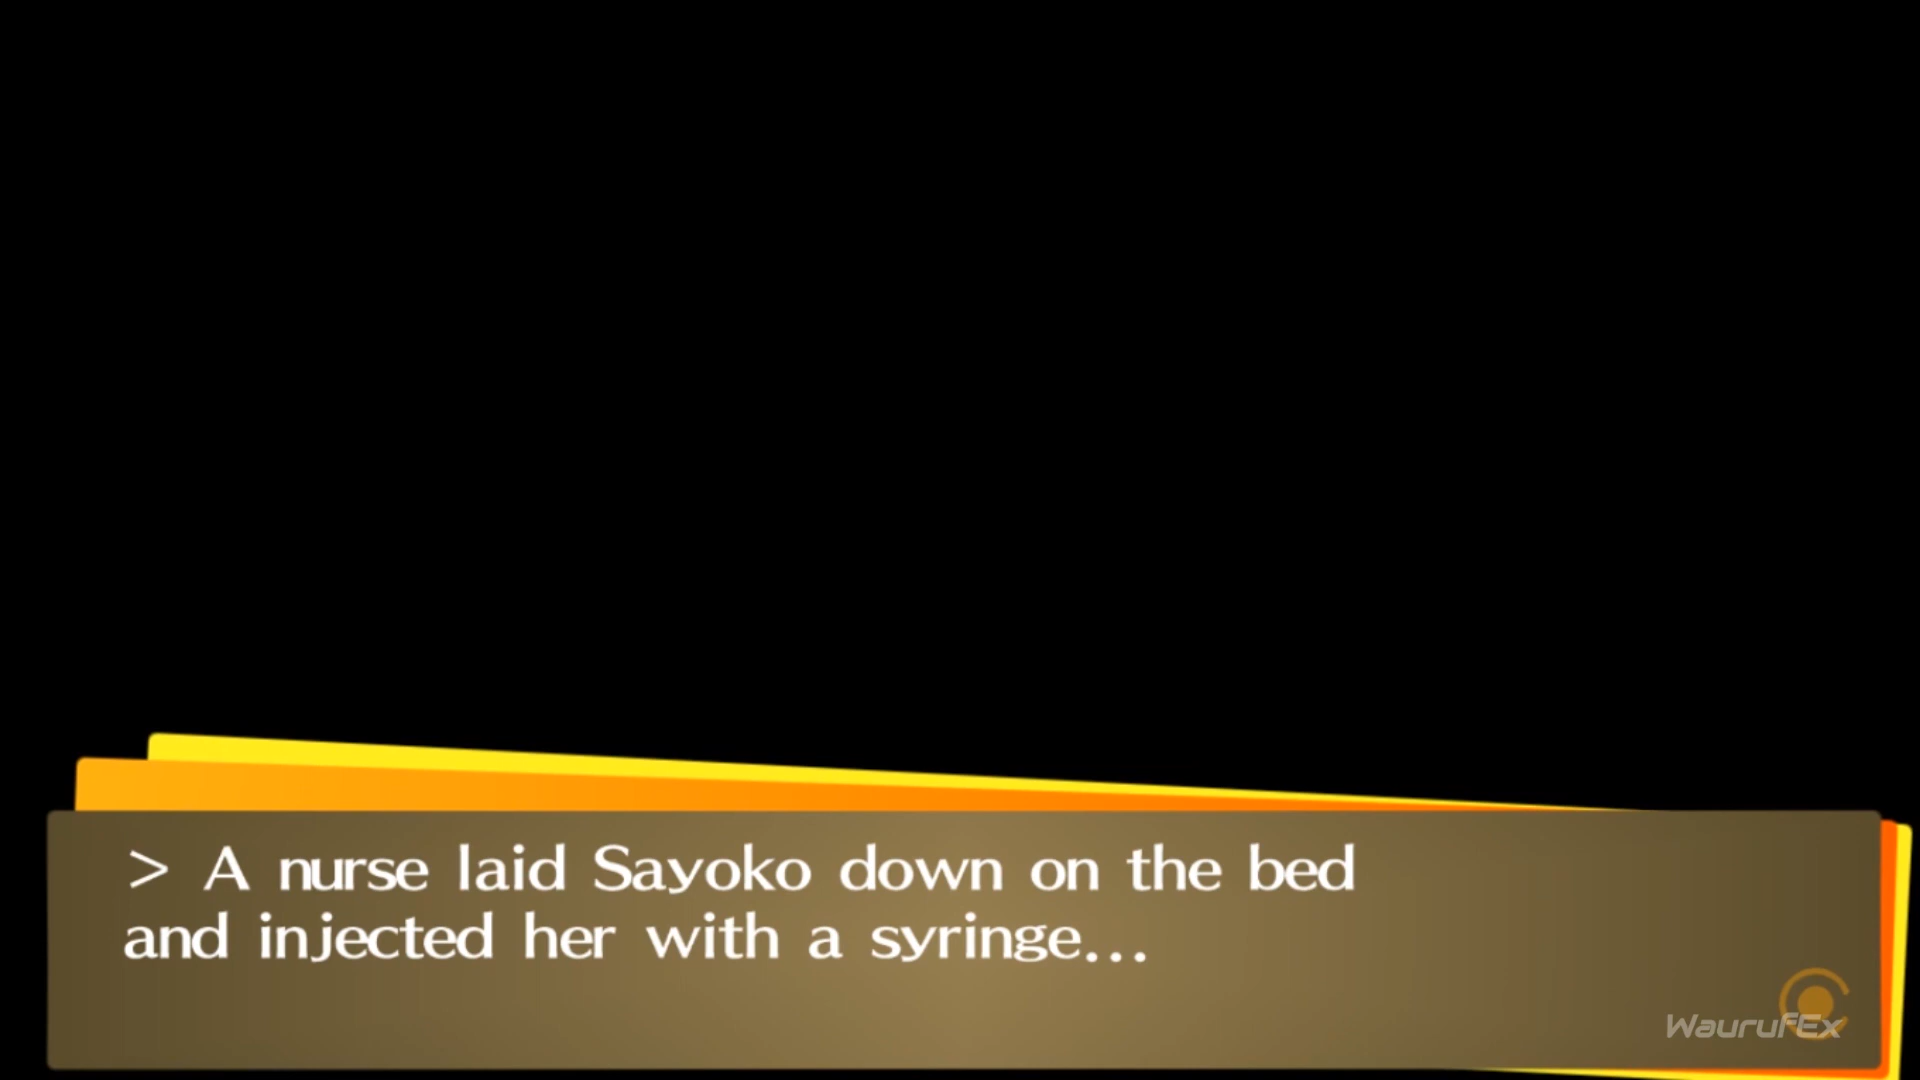 > A nurse laid Sayoko down on the bed
and injected her with a syringe...
WaurufEx